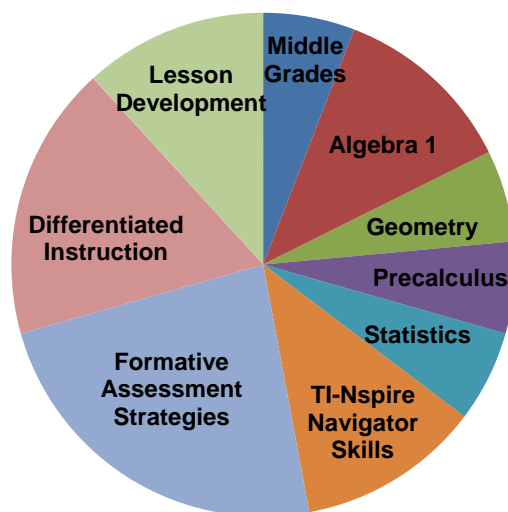 Middle
Grades
Algebra 1
Geometry
Precalculus
Statistics
TI-Nspire
Navigator
Skills
Formative
Assessment
Strategies
Differentiated
Instruction
Lesson
Development